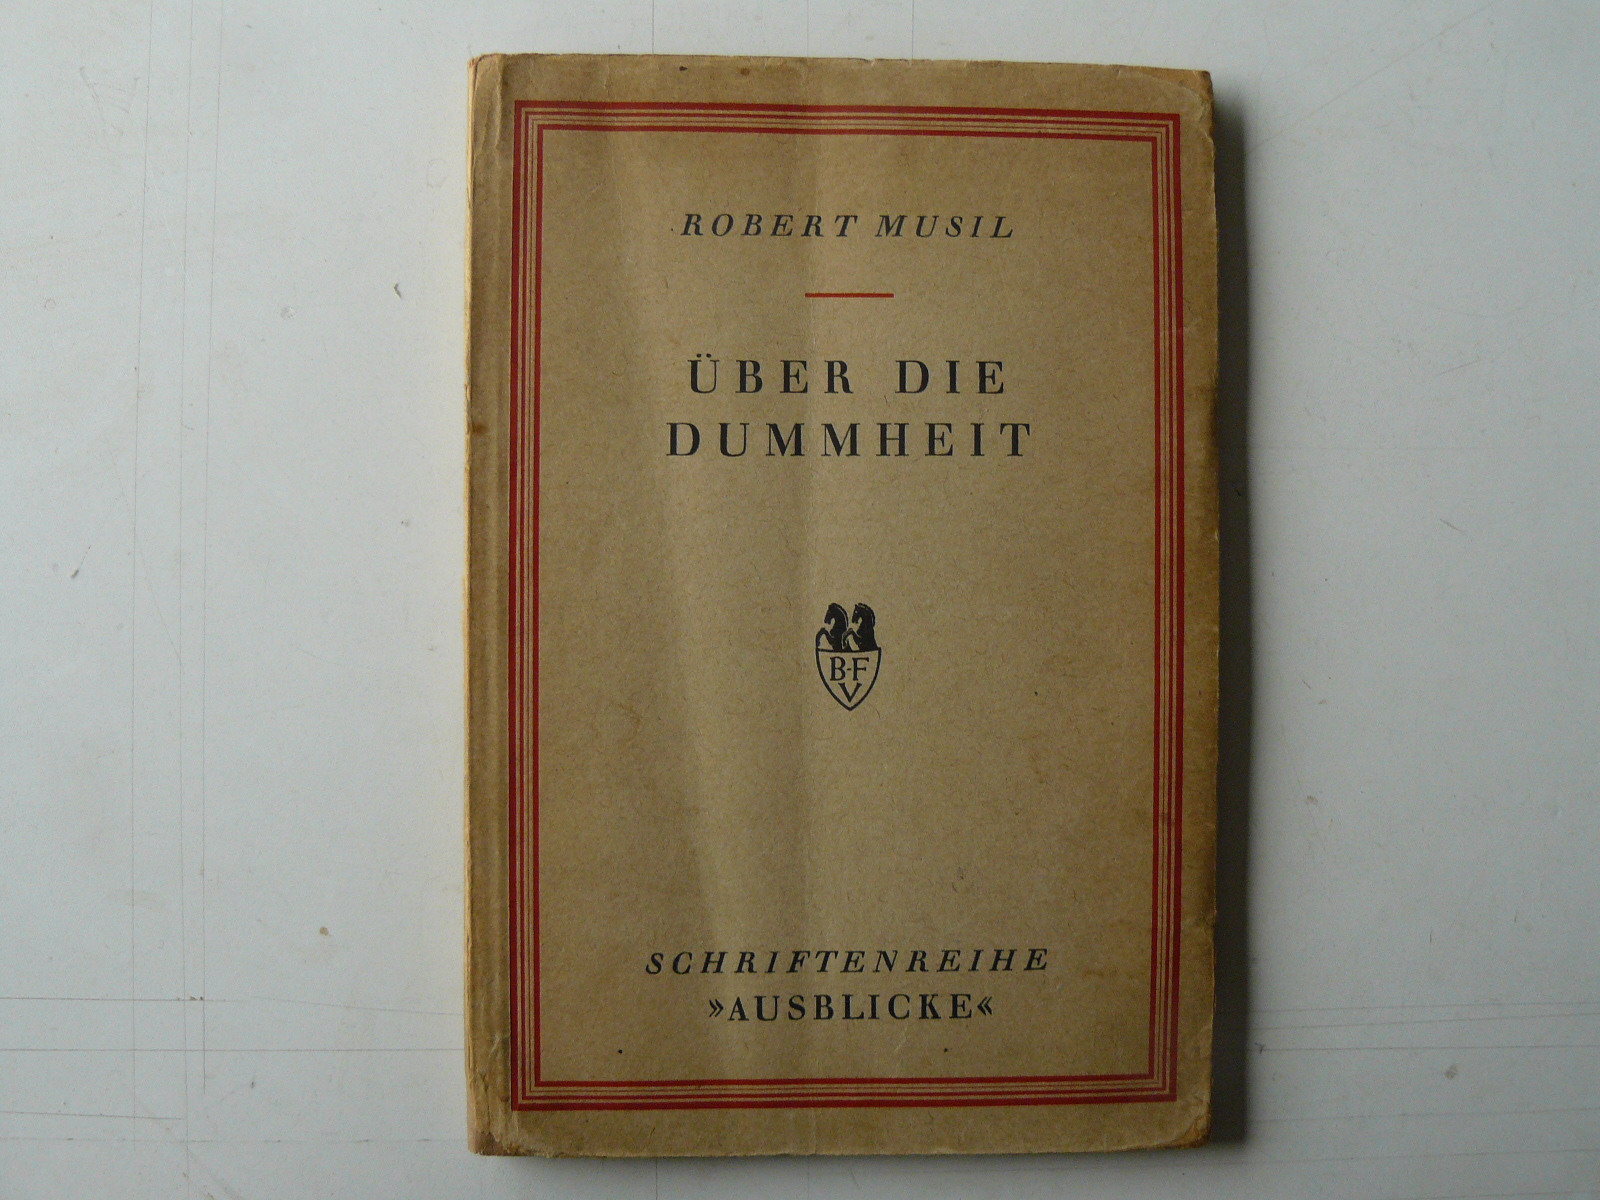 ROBERT MUSIL
ÜBER DIE
DUMMHEIT
B-F
V
SCHRIFTENREIHE
»AUSBLICKE«